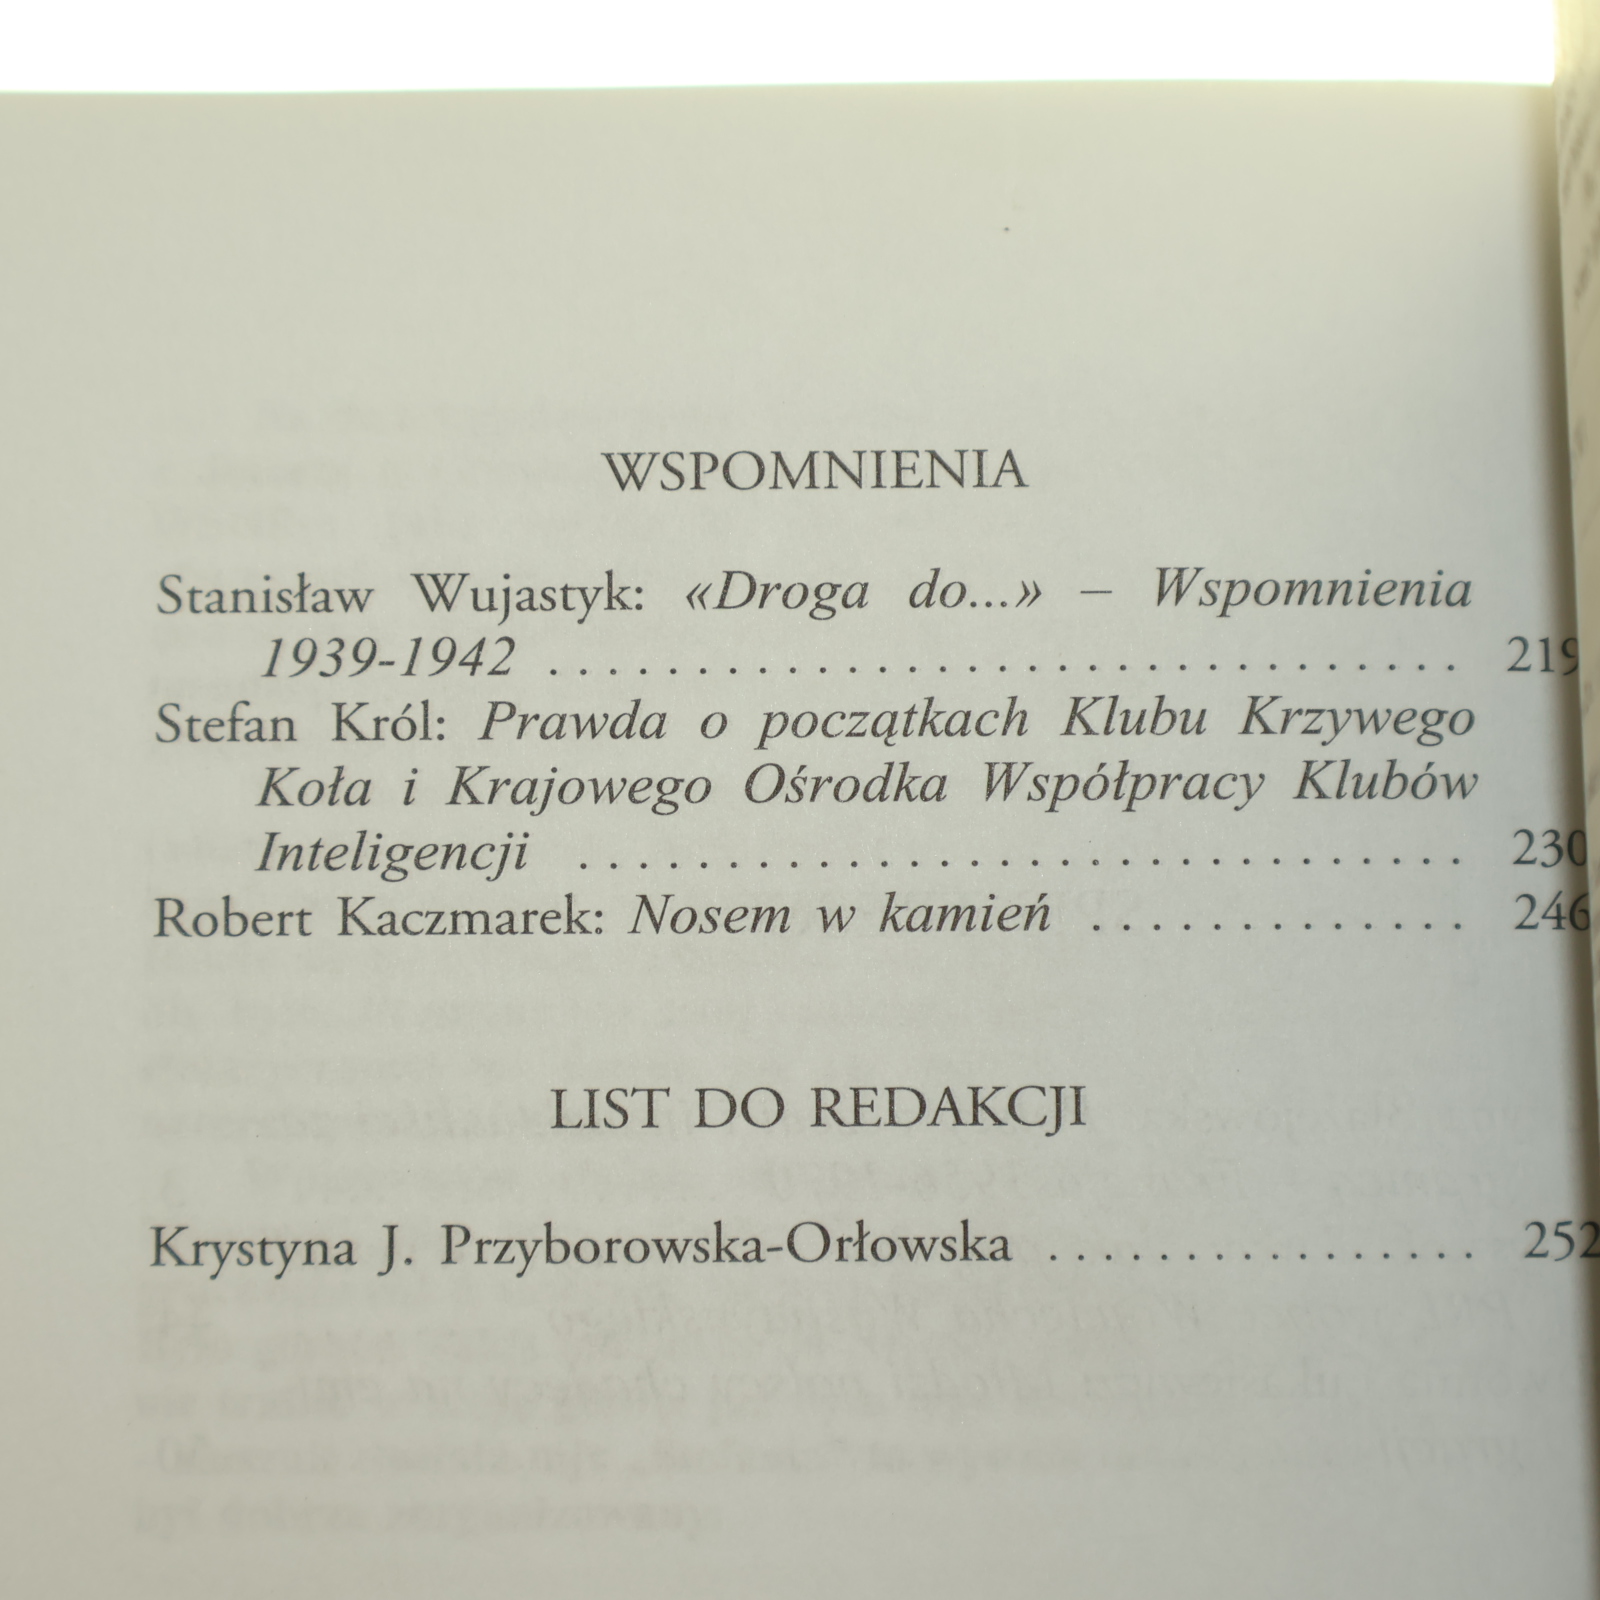 WSPOMNIENIA
Stanisław Wujastyk: «Droga do...» – Wspomnienia
1939-1942 . . . . . . . . . . . . . . . . . . . . . . . . . . . . . . . 219
Stefan Król: Prawda o początkach Klubu Krzywego
Koła i Krajowego Ośrodka Współpracy Klubów
Inteligencji . . . . . . . . . . . . . . . . . . . . . . . . . . . . . . 230
Robert Kaczmarek: Nosem w kamień . . . . . . . . . . . . . 246
LIST DO REDAKCJI
Krystyna J. Przyborowska-Orłowska . . . . . . . . . . . . . . . 252